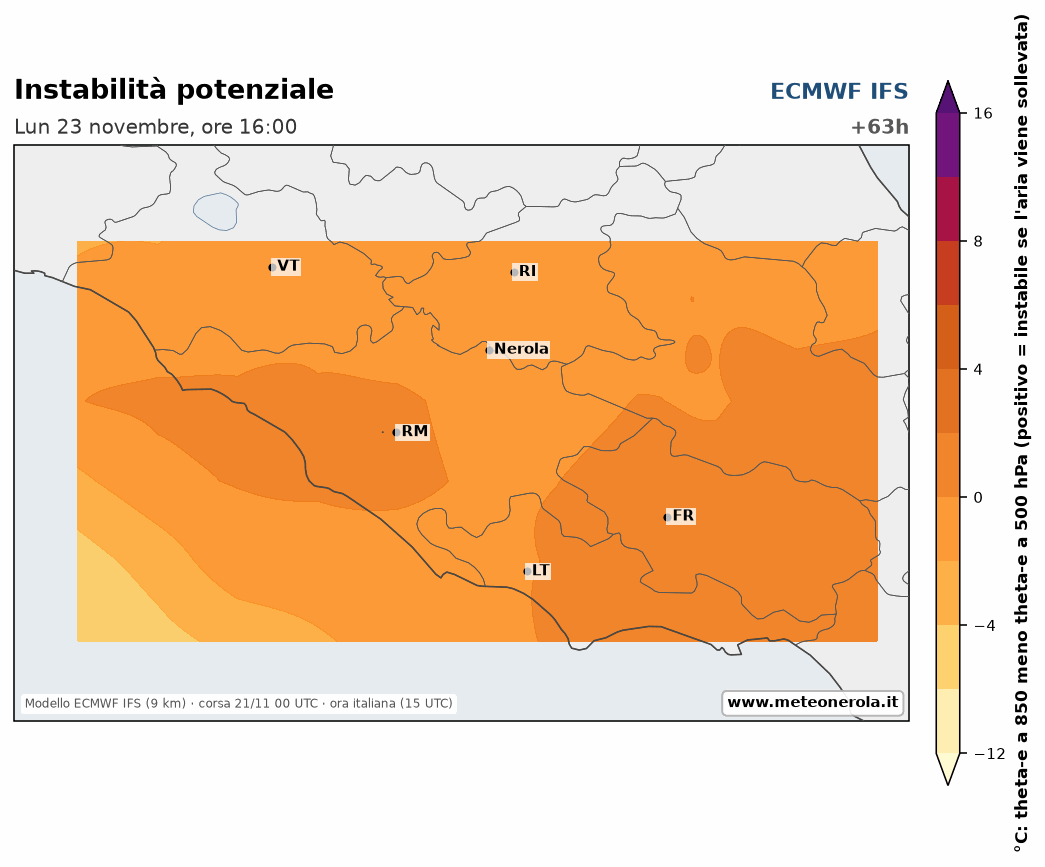 Instabilità potenziale
ECMWF IFS
Lun 23 novembre, ore 16:00
+63h
VT
RI
Nerola
RM
FR
LT
Modello ECMWF IFS (9 km) · corsa 21/11 00 UTC · ora italiana (15 UTC)
www.meteonerola.it
16
8
4
0
−4
−12
°C: theta-e a 850 meno theta-e a 500 hPa (positivo = instabile se l'aria viene sollevata)